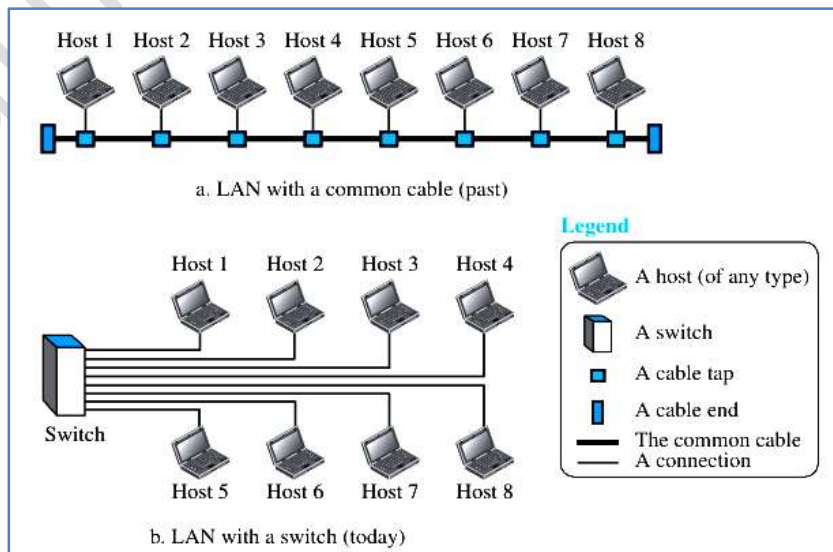 Host 1 Host 2 Host 3 Host 4 Host 5 Host 6 Host 7 Host 8
a. LAN with a common cable (past)
Legend
Host 1 Host 2 Host 3 Host 4
A host (of any type)
A switch
A cable tap
A cable end
Switch
The common cable
A connection
Host 5 Host 6 Host 7 Host 8
b. LAN with a switch (today)